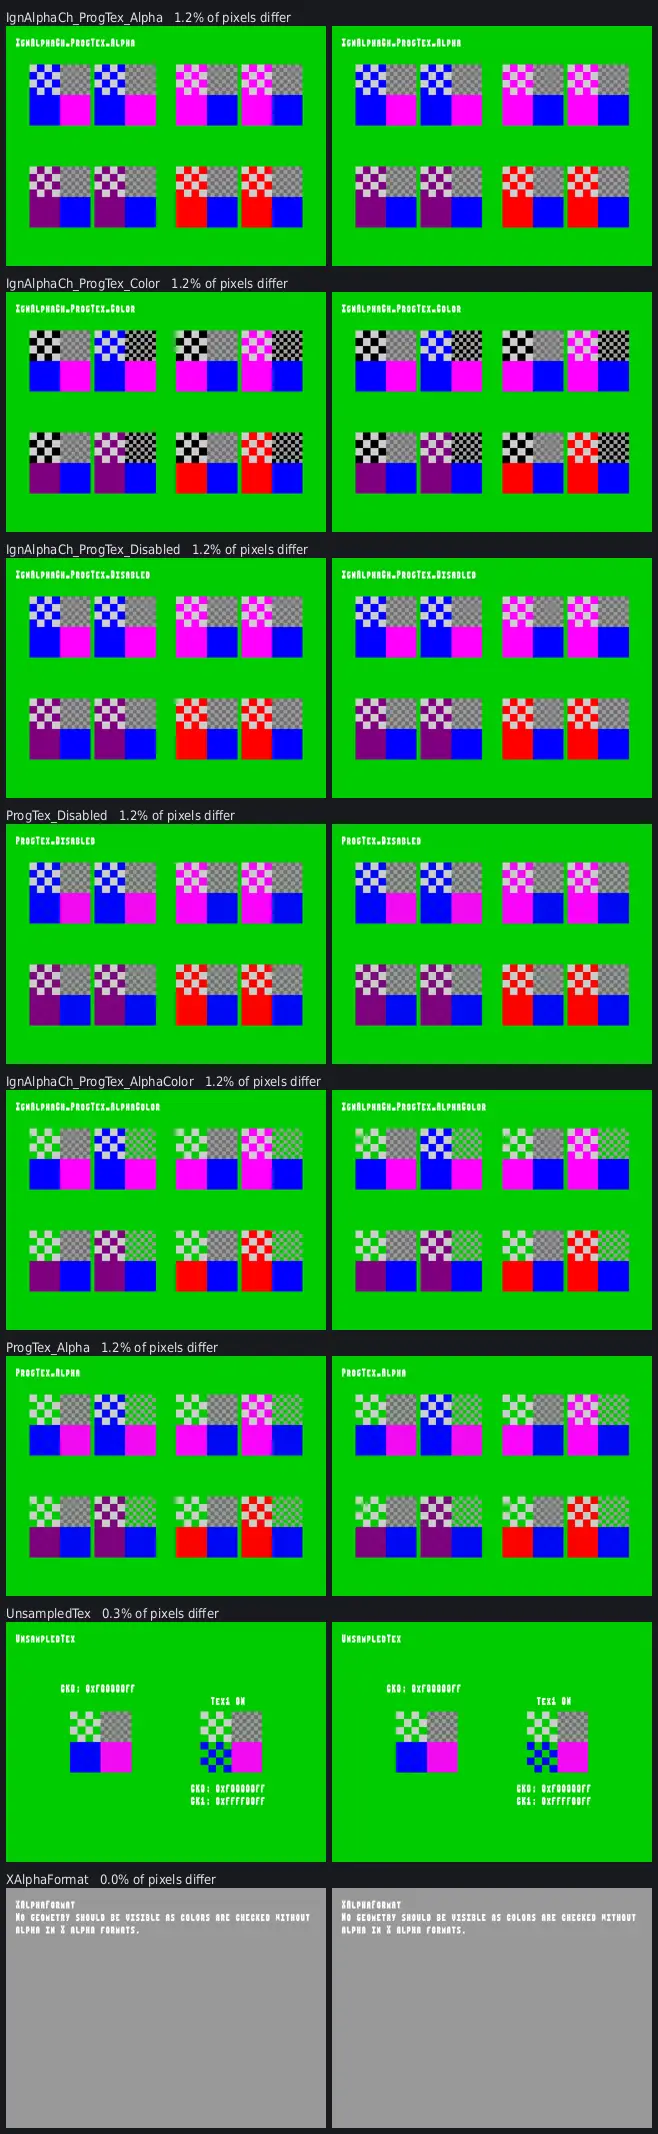 IgnAlphaCh_ProgTex_Alpha 1.2% of pixels differ
IgnAlphaCh_ProgTex_Alpha IgnAlphaCh_ProgTex_Alpha
IgnAlphaCh_ProgTex_Color 1.2% of pixels differ
IgnAlphaCh_ProgTex_Color IgnAlphaCh_ProgTex_Color
IgnAlphaCh_ProgTex_Disabled 1.2% of pixels differ
IgnAlphaCh_ProgTex_Disabled IgnAlphaCh_ProgTex_Disabled
ProgTex_Disabled 1.2% of pixels differ
ProgTex_Disabled ProgTex_Disabled
IgnAlphaCh_ProgTex_AlphaColor 1.2% of pixels differ
IgnAlphaCh_ProgTex_AlphaColor IgnAlphaCh_ProgTex_AlphaColor
ProgTex_Alpha 1.2% of pixels differ
ProgTex_Alpha ProgTex_Alpha
UnsampledTex 0.3% of pixels differ
UnsampledTex UnsampledTex
CK0: 0xF00000FF CK0: 0xF00000FF
Tex1 ON Tex1 ON
CK0: 0xF00000FF CK0: 0xF00000FF
CK1: 0xFFFF00FF CK1: 0xFFFF00FF
XAlphaFormat 0.0% of pixels differ
XAlphaFormat XAlphaFormat
No geometry should be visible as colors are checked without No geometry should be visible as colors are checked without
alpha in X alpha formats. alpha in X alpha formats.